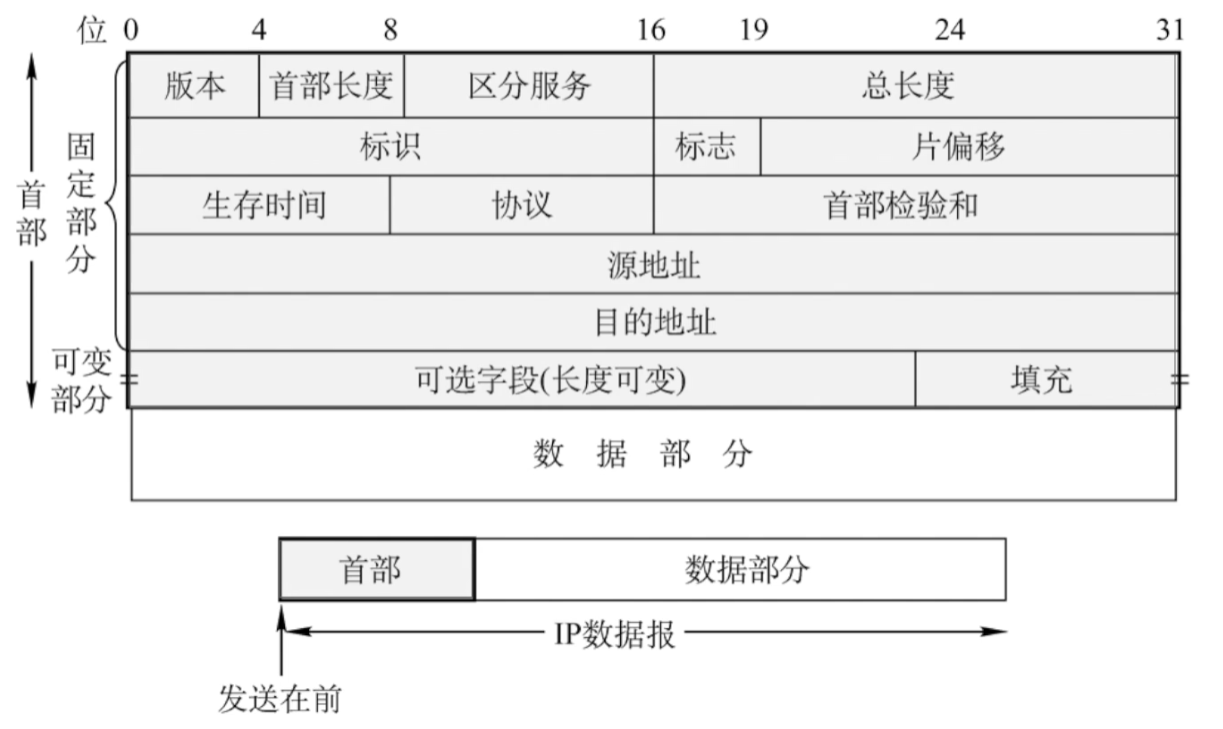 位 0 4 8 16 19 24 31
版本 首部长度 区分服务 总长度
标识 标志 片偏移
生存时间 协议 首部检验和
源地址
目的地址
可选字段(长度可变) 填充
数据部分
首部
固定部分
可变
部分
首部 数据部分
IP数据报
发送在前